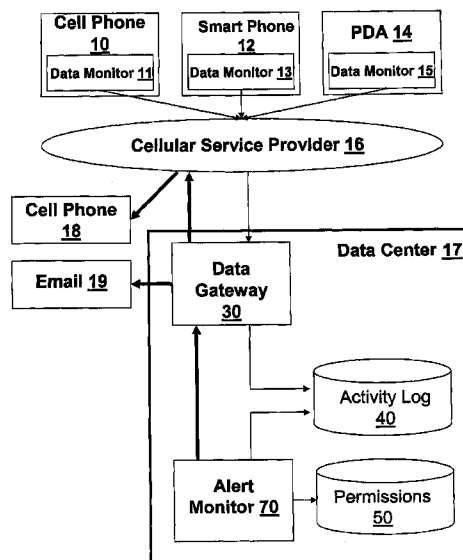 Cell Phone
10
Data Monitor 11
Smart Phone
12
Data Monitor 13
PDA 14
Data Monitor 15
Cellular Service Provider 16
Cell Phone
18
Data Center 17
Email 19
Data
Gateway
30
Activity Log
40
Alert
Monitor 70
Permissions
50